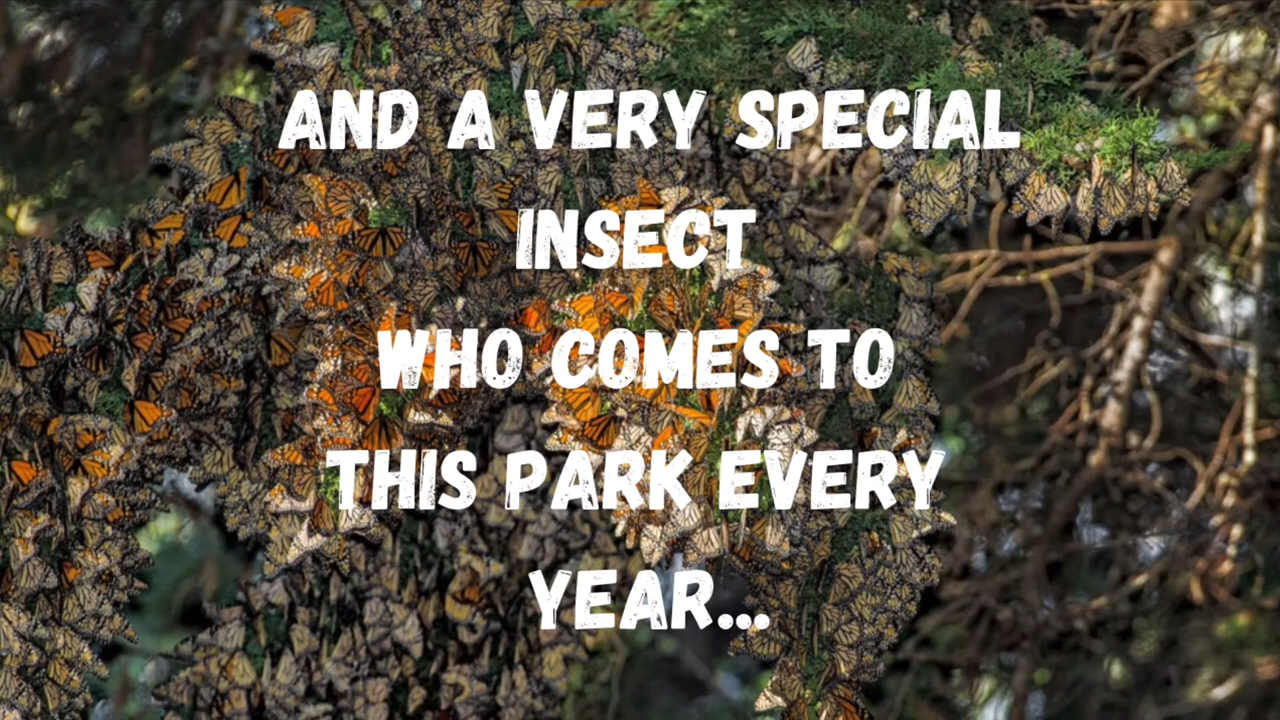 AND A VERY SPECIAL
INSECT
WHO COMES TO
THIS PARK EVERY
YEAR...